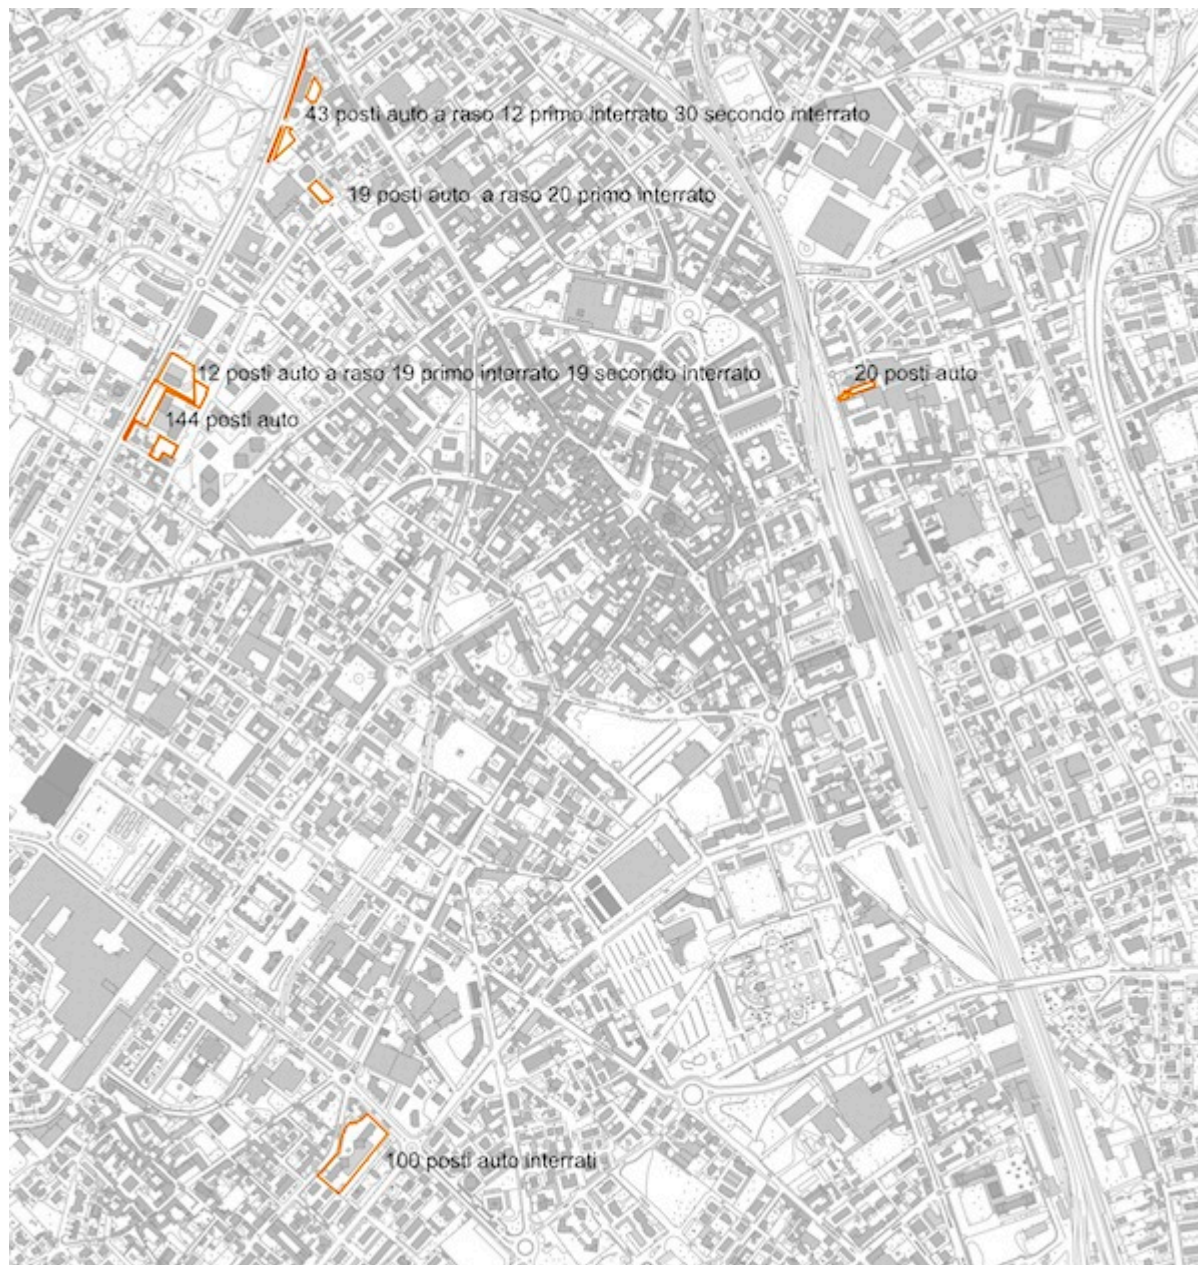 43 posti auto a raso 12 primo interrato 30 secondo interrato
19 posti auto a raso 20 primo interrato
12 posti auto a raso 19 primo interrato 19 secondo interrato
20 posti auto
144 posti auto
100 posti auto interrati